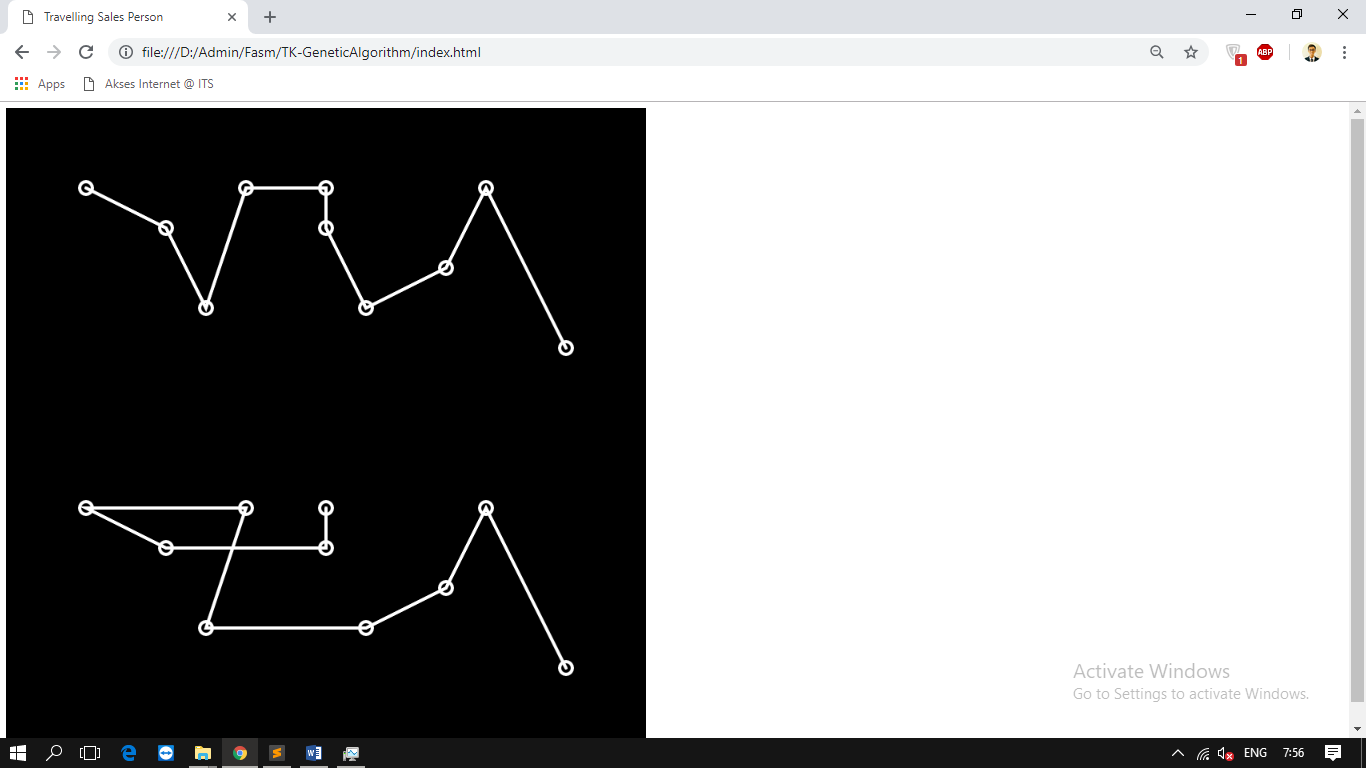 Travelling Sales Person
file:///D:/Admin/Fasm/TK-GeneticAlgorithm/index.html
1
ABP
Apps
Akses Internet @ ITS
Activate Windows
Go to Settings to activate Windows.
ENG
7:56